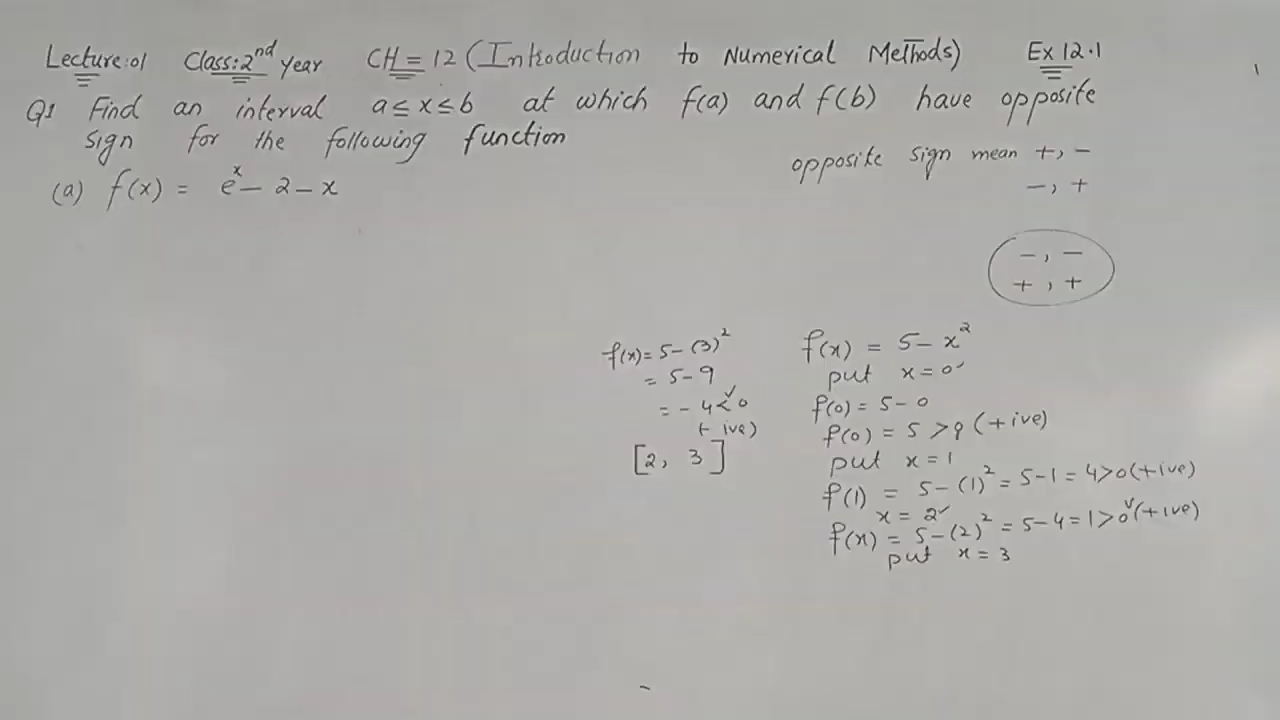 Lecture:01 Class:2nd year CH = 12 (Introduction to Numerical Methods) Ex 12.1
Q1 Find an interval a ≤ x ≤ b at which f(a) and f(b) have opposite
sign for the following function
opposite sign mean +, -
-, +
(a) f(x) = e^x - 2 - x
-, -
+, +
f(x) = 5 - x²
put x = 0
f(0) = 5 - 0
f(0) = 5 > 0 (+ive)
put x = 1
f(1) = 5 - (1)² = 5 - 1 = 4 > 0 (+ive)
x = 2
f(x) = 5 - (2)² = 5 - 4 = 1 > 0 (+ive)
put x = 3
f(x) = 5 - (3)²
= 5 - 9
= - 4 < 0
(- ive)
[2, 3]